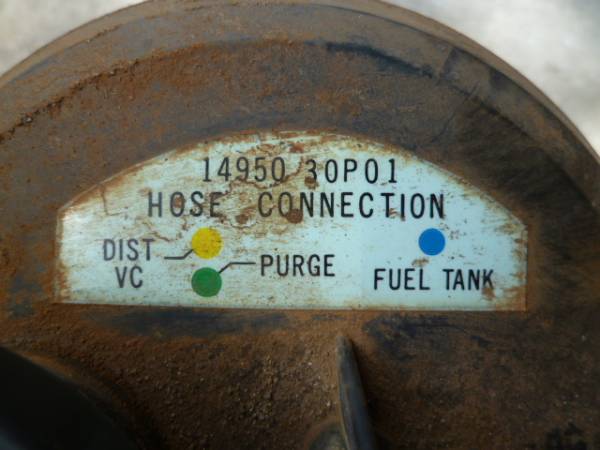 14950 30P01
HOSE CONNECTION
DIST
VC
PURGE
FUEL TANK